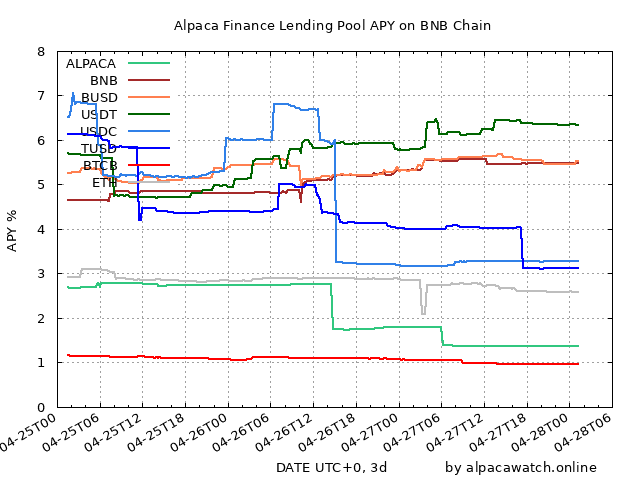 Alpaca Finance Lending Pool APY on BNB Chain
8
7
6
5
4
3
2
1
0
APY %
ALPACA
BNB
BUSD
USDT
USDC
TUSD
BTCB
ETH
04-25T00
04-25T06
04-25T12
04-25T18
04-26T00
04-26T06
04-26T12
04-26T18
04-27T00
04-27T06
04-27T12
04-27T18
04-28T00
04-28T06
DATE UTC+0, 3d
by alpacawatch.online